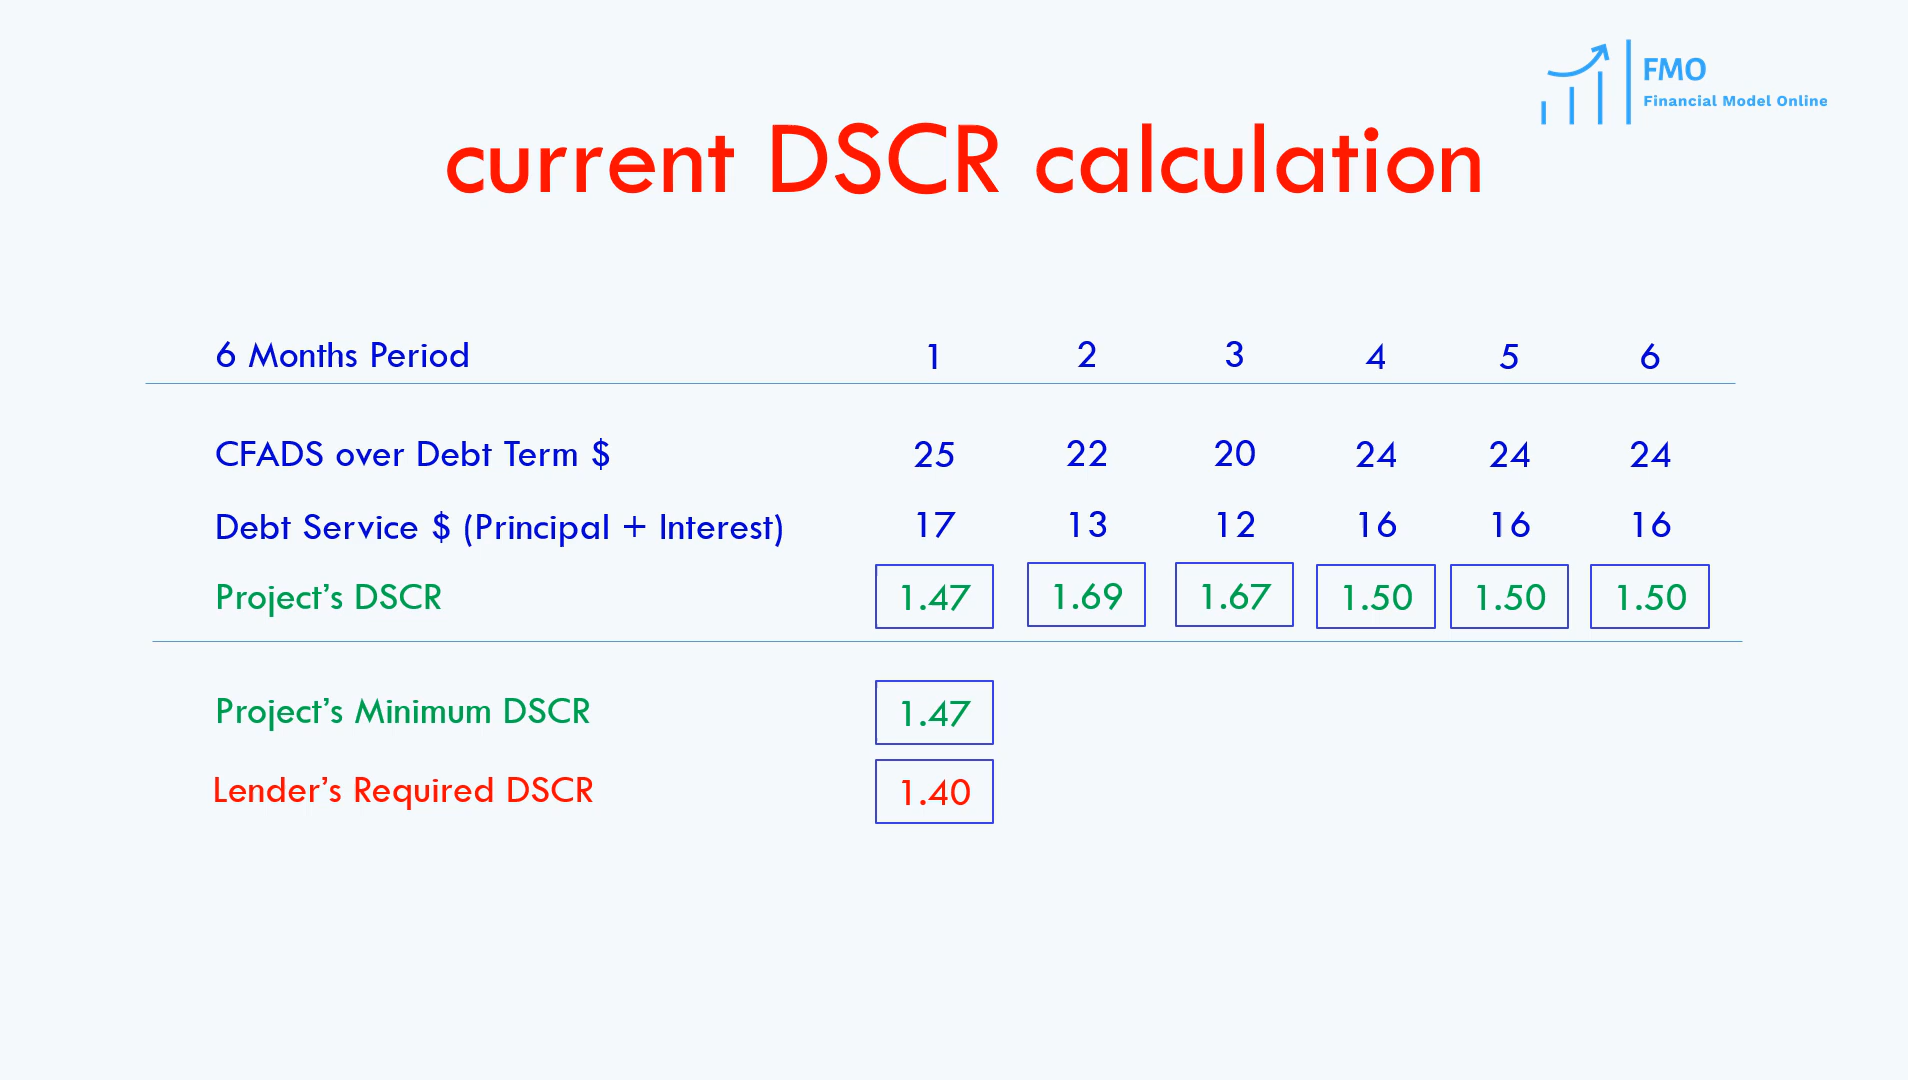 FMO
Financial Model Online
current DSCR calculation
6 Months Period 1 2 3 4 5 6
CFADS over Debt Term $ 25 22 20 24 24 24
Debt Service $ (Principal + Interest) 17 13 12 16 16 16
Project’s DSCR 1.47 1.69 1.67 1.50 1.50 1.50
Project’s Minimum DSCR 1.47
Lender’s Required DSCR 1.40